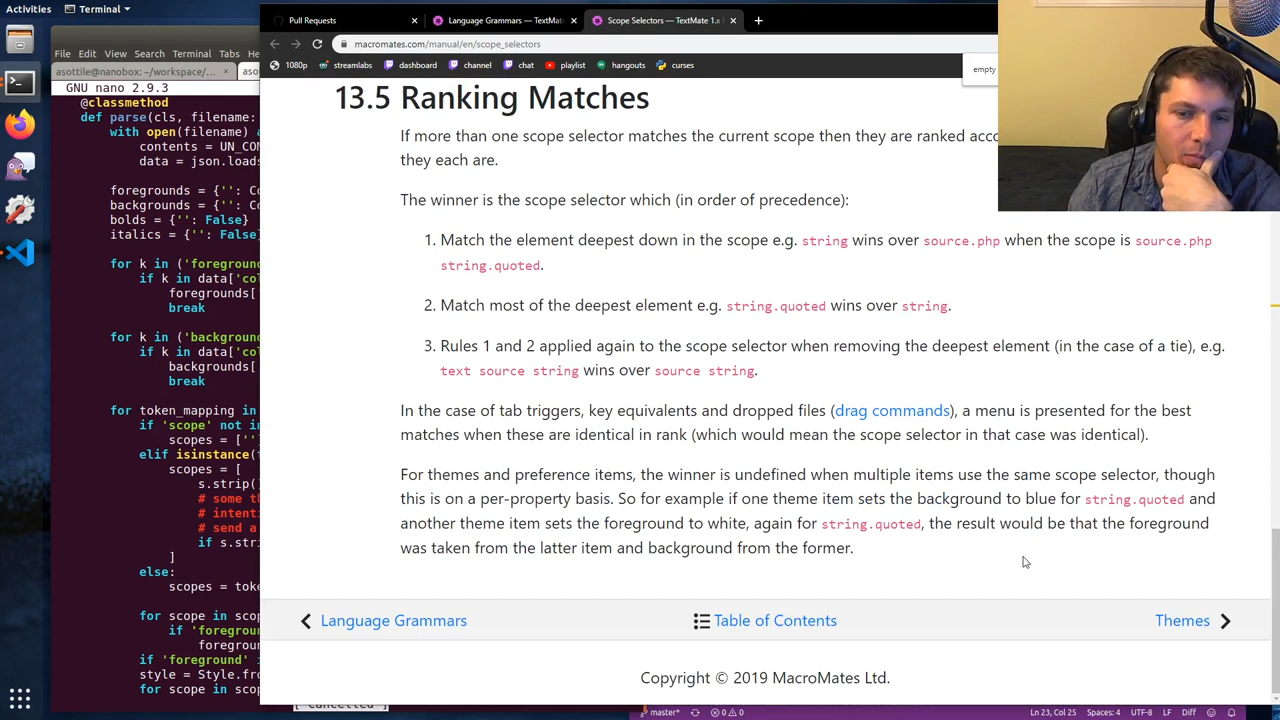 Activities
Terminal
File Edit View Search Terminal
asottile@nanobox: ~/workspace/...
×
aso
GNU nano 2.9.3
@classmethod
def parse(cls, filename:
with open(filename) a
contents = UN_COM
data = json.loads
foregrounds = {'': Co
backgrounds = {'': Co
bolds = {'': False}
italics = {'': False}
for k in ('foreground
if k in data['col
foregrounds['
break
for k in ('background
if k in data['col
backgrounds['
break
for token_mapping in
if 'scope' not in
scopes = ['']
elif isinstance(t
scopes = [
s.strip()
# some th
# intenti
# send a
if s.stri
]
else:
scopes = toke
for scope in scop
if 'foregrou
foregroun
if 'foreground' i
style = Style.fro
for scope in scop
[ Cancelled ]
Pull Requests ×
Language Grammars — TextMate ×
Scope Selectors — TextMate 1.x ×
+
macromates.com/manual/en/scope_selectors
1080p streamlabs dashboard channel chat playlist hangouts curses
empty
13.5 Ranking Matches
If more than one scope selector matches the current scope then they are ranked acco
they each are.
The winner is the scope selector which (in order of precedence):
1. Match the element deepest down in the scope e.g. string wins over source.php when the scope is source.php
string.quoted.
2. Match most of the deepest element e.g. string.quoted wins over string.
3. Rules 1 and 2 applied again to the scope selector when removing the deepest element (in the case of a tie), e.g.
text source string wins over source string.
In the case of tab triggers, key equivalents and dropped files (drag commands), a menu is presented for the best
matches when these are identical in rank (which would mean the scope selector in that case was identical).
For themes and preference items, the winner is undefined when multiple items use the same scope selector, though
this is on a per-property basis. So for example if one theme item sets the background to blue for string.quoted and
another theme item sets the foreground to white, again for string.quoted, the result would be that the foreground
was taken from the latter item and background from the former.
Language Grammars
Table of Contents
Themes
Copyright © 2019 MacroMates Ltd.
master* 0 0
Ln 23, Col 25 Spaces: 4 UTF-8 LF Diff